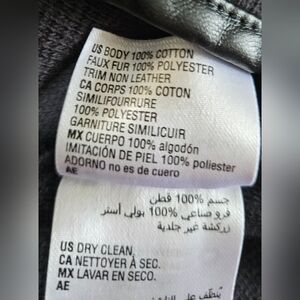 US BODY 100% COTTON
FAUX FUR 100% POLYESTER
TRIM NON LEATHER
CA CORPS 100% COTON
SIMILIFOURRURE
100% POLYESTER
GARNITURE SIMILICUIR
MX CUERPO 100% algodón
IMITACIÓN DE PIEL 100% poliester
ADORNO no es de cuero
AE
جسم 100% قطن
فرو صناعي 100% بولي أستر
زركشة غير جلدية
US DRY CLEAN
CA NETTOYER À SEC.
MX LAVAR EN SECO.
AE